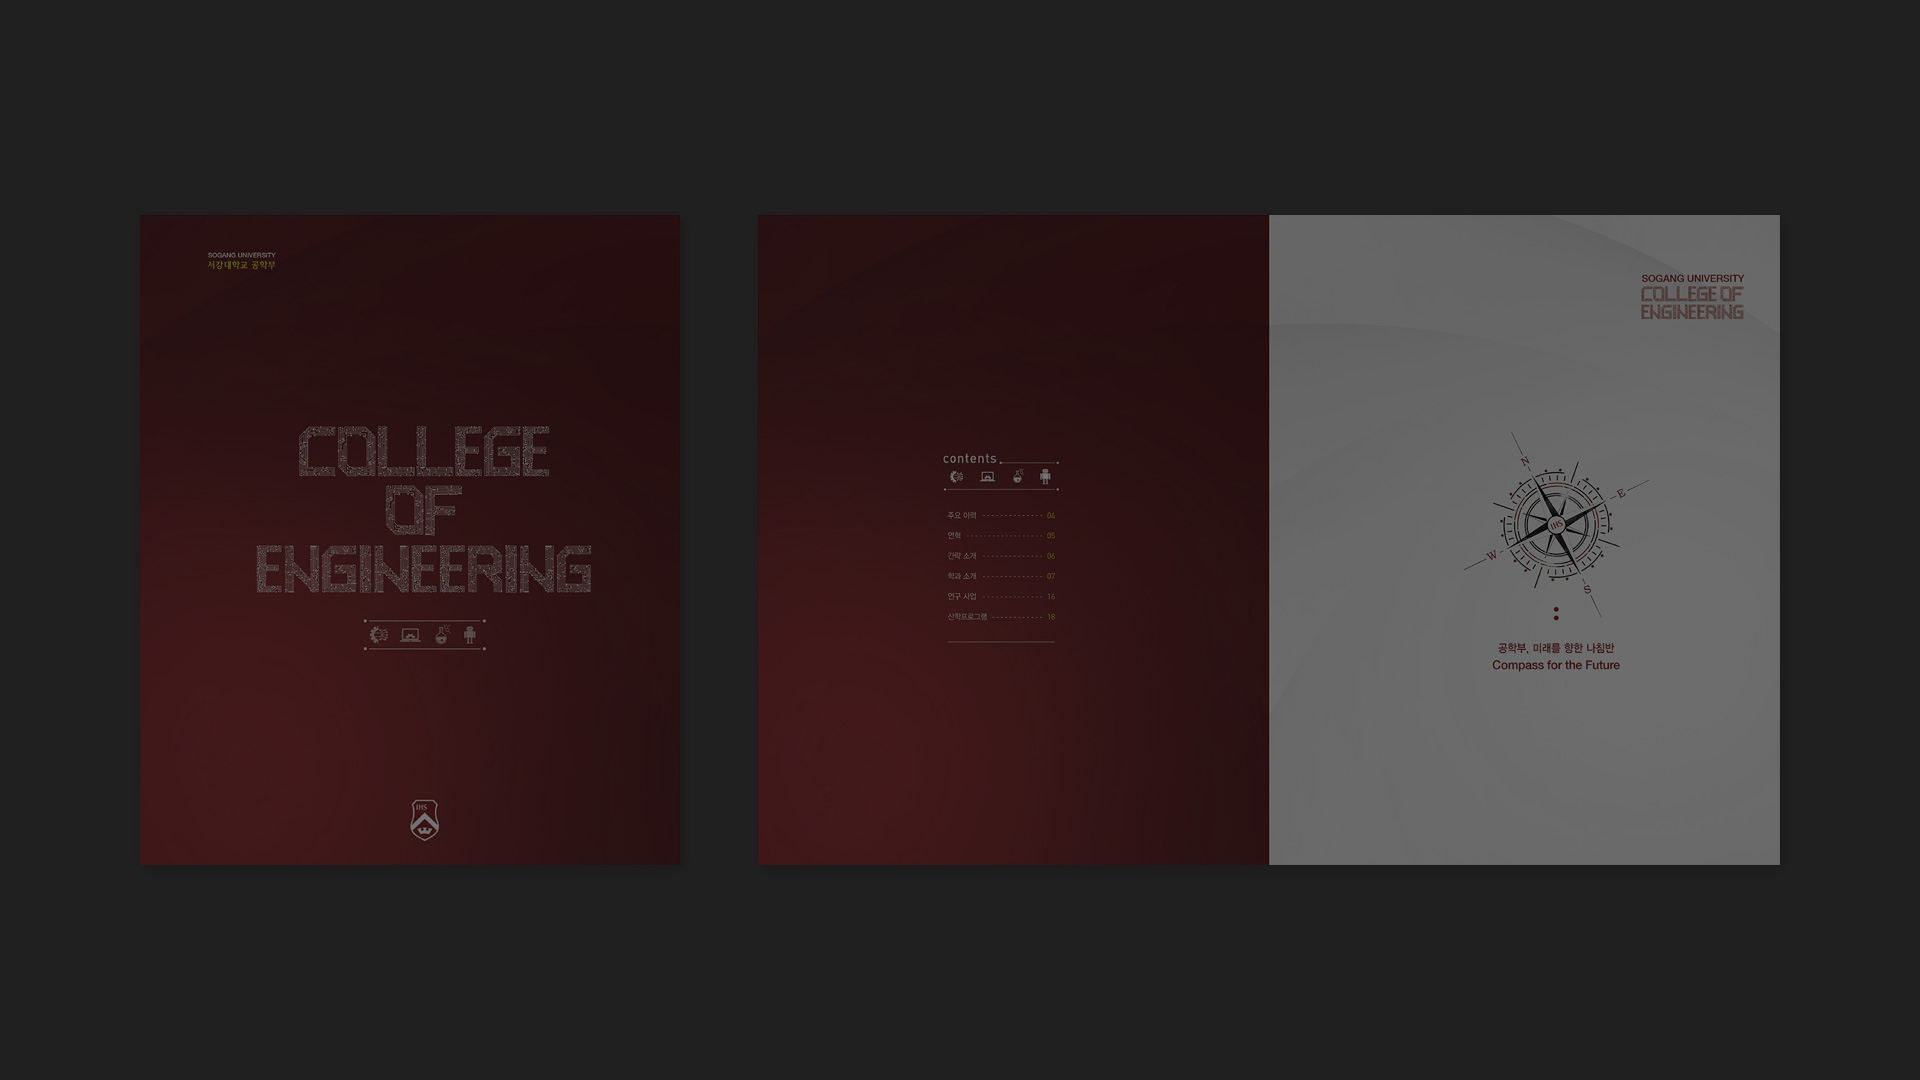 SOGANG UNIVERSITY
서강대학교 공학부
COLLEGE
OF
ENGINEERING
IHS
contents
주요 이력 04
연혁 05
간략 소개 06
학과 소개 07
연구 사업 16
산학프로그램 18
SOGANG UNIVERSITY
COLLEGE OF
ENGINEERING
N
E
IHS
W
S
공학부, 미래를 향한 나침반
Compass for the Future